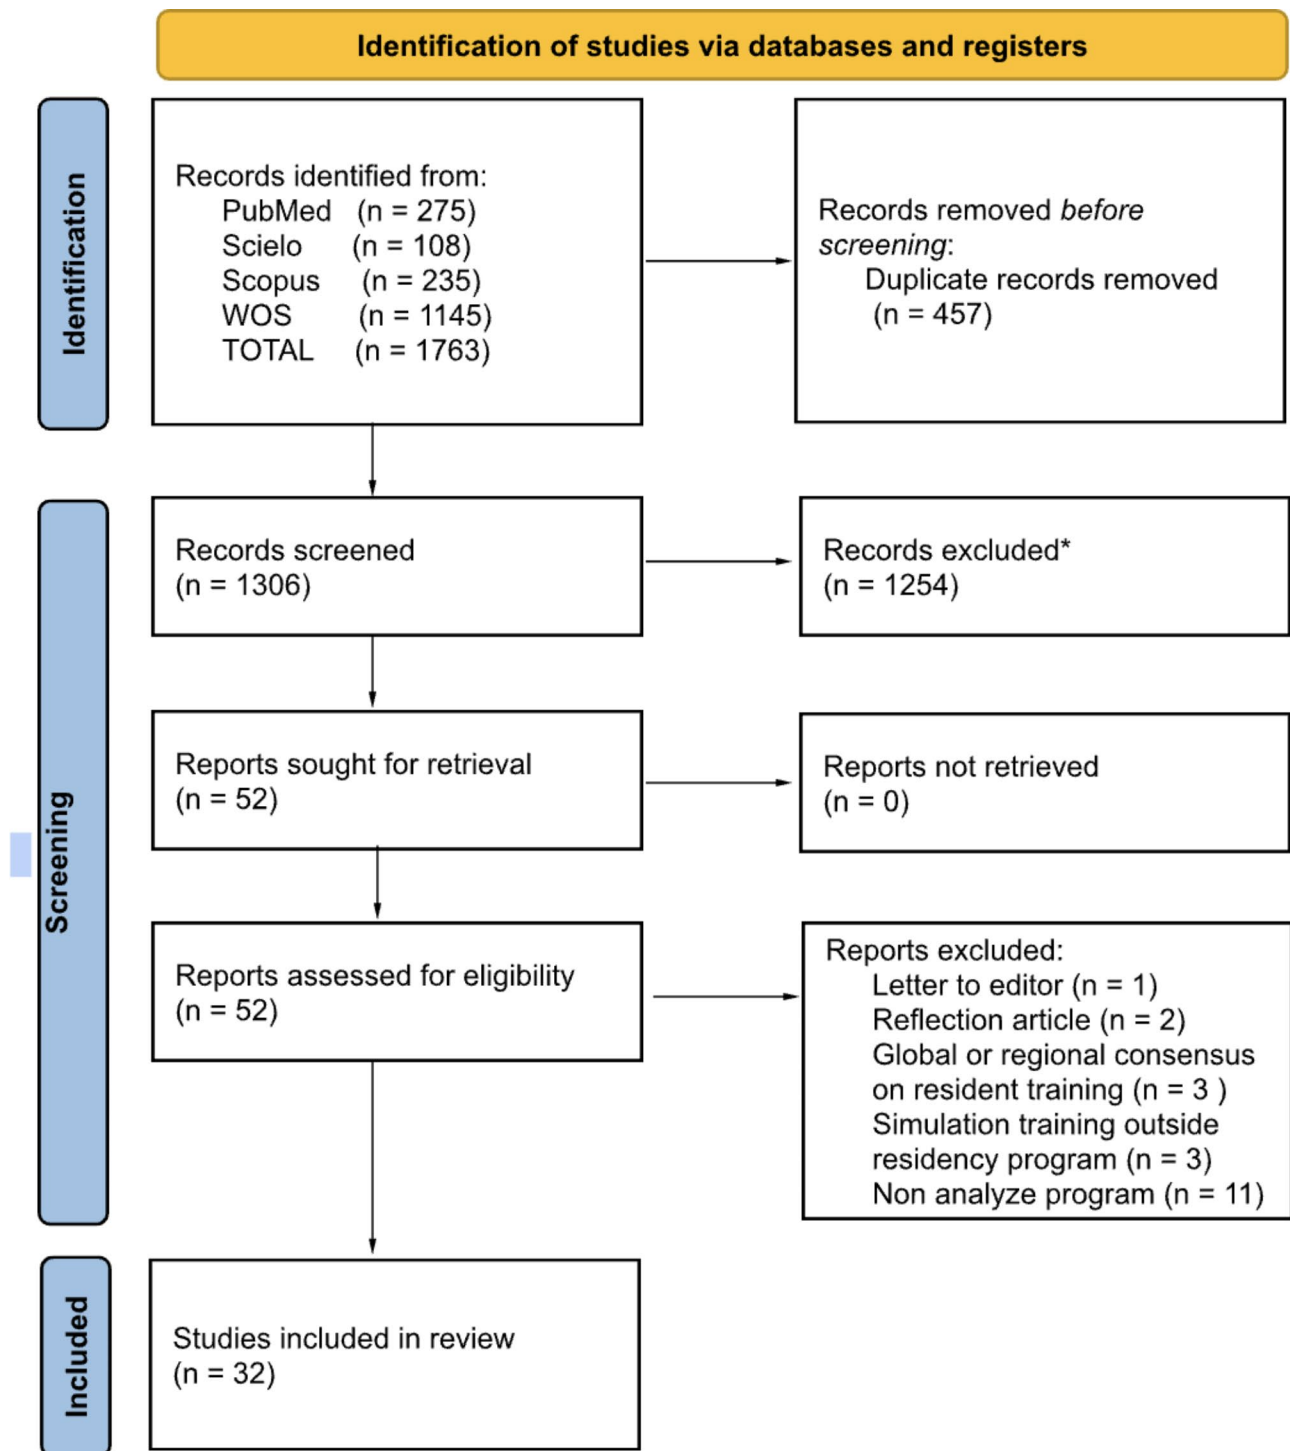 Identification of studies via databases and registers
Identification
Records identified from:
PubMed (n = 275)
Scielo (n = 108)
Scopus (n = 235)
WOS (n = 1145)
TOTAL (n = 1763)
Records removed before
screening:
Duplicate records removed
(n = 457)
Screening
Records screened
(n = 1306)
Records excluded*
(n = 1254)
Reports sought for retrieval
(n = 52)
Reports not retrieved
(n = 0)
Reports assessed for eligibility
(n = 52)
Reports excluded:
Letter to editor (n = 1)
Reflection article (n = 2)
Global or regional consensus
on resident training (n = 3 )
Simulation training outside
residency program (n = 3)
Non analyze program (n = 11)
Included
Studies included in review
(n = 32)